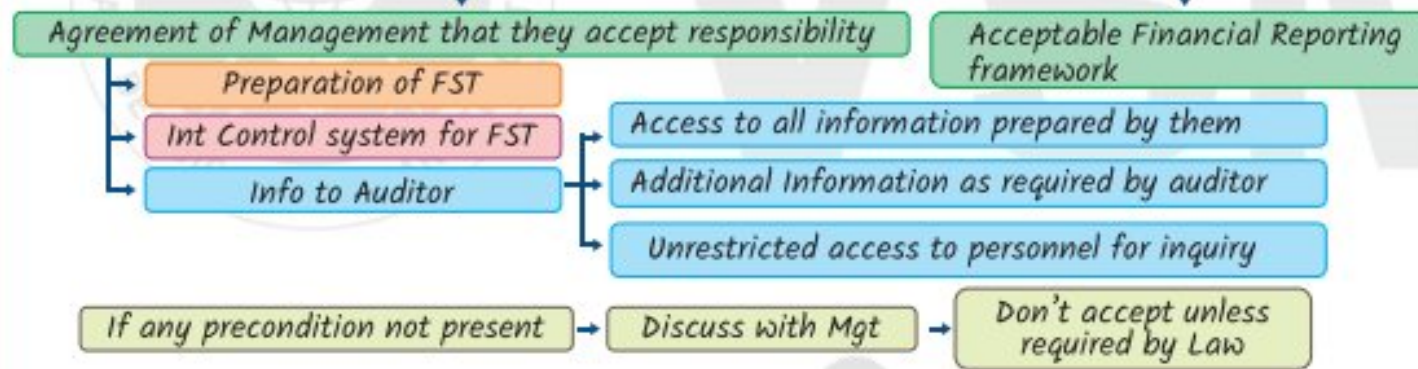 Agreement of Management that they accept responsibility
Acceptable Financial Reporting
framework
Preparation of FST
Int Control system for FST
Info to Auditor
Access to all information prepared by them
Additional Information as required by auditor
Unrestricted access to personnel for inquiry
If any precondition not present
Discuss with Mgt
Don't accept unless
required by Law